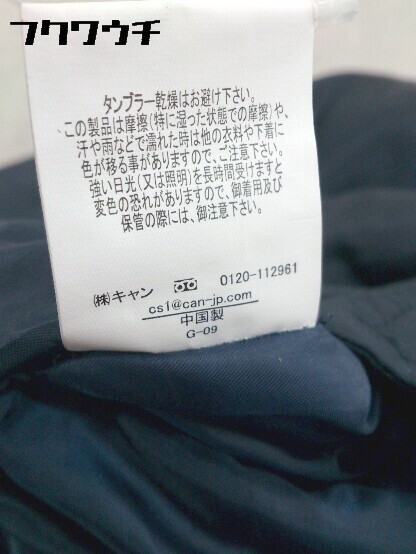 フクウウチ
タンブラー乾燥はお避け下さい。
この製品は摩擦(特に湿った状態での摩擦)や、
汗や雨などで濡れた時は他の衣料や下着に
色が移る事がありますので、ご注意下さい。
強い日光(又は照明)を長時間受けますと
変色の恐れがありますので、御着用及び
保管の際には、御注意下さい。
㈱キャン 0120-112961
cs1@can-jp.com
中国製
G-09